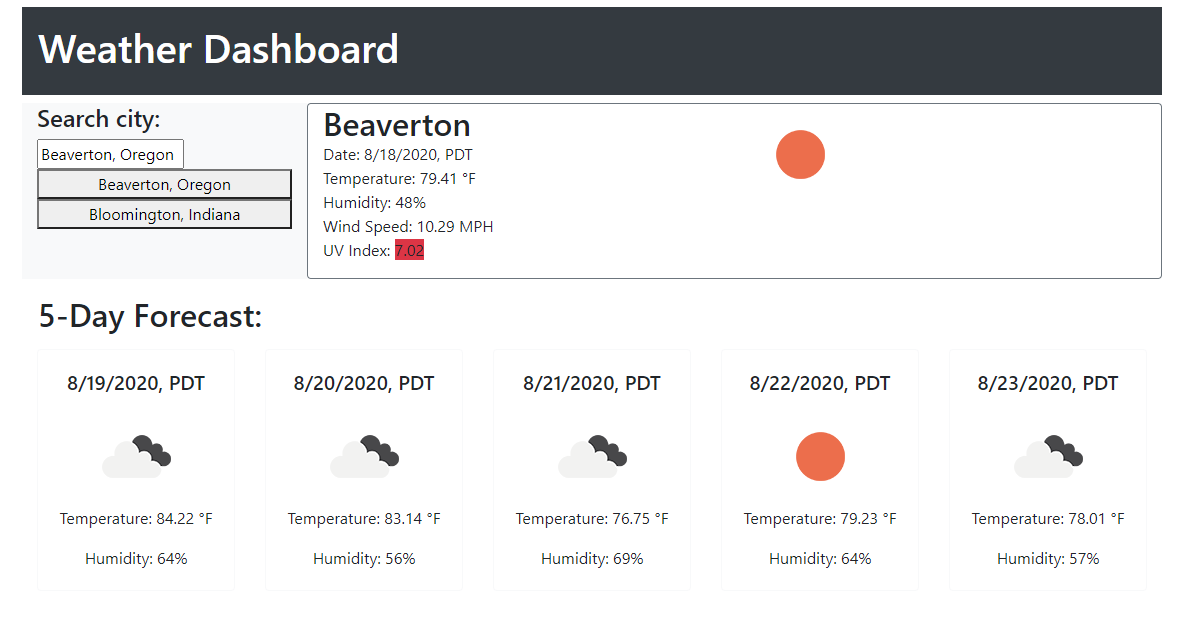 Weather Dashboard
Search city:
Beaverton, Oregon
Beaverton, Oregon
Bloomington, Indiana
Beaverton
Date: 8/18/2020, PDT
Temperature: 79.41 °F
Humidity: 48%
Wind Speed: 10.29 MPH
UV Index: 7.02
5-Day Forecast:
8/19/2020, PDT
Temperature: 84.22 °F
Humidity: 64%
8/20/2020, PDT
Temperature: 83.14 °F
Humidity: 56%
8/21/2020, PDT
Temperature: 76.75 °F
Humidity: 69%
8/22/2020, PDT
Temperature: 79.23 °F
Humidity: 64%
8/23/2020, PDT
Temperature: 78.01 °F
Humidity: 57%